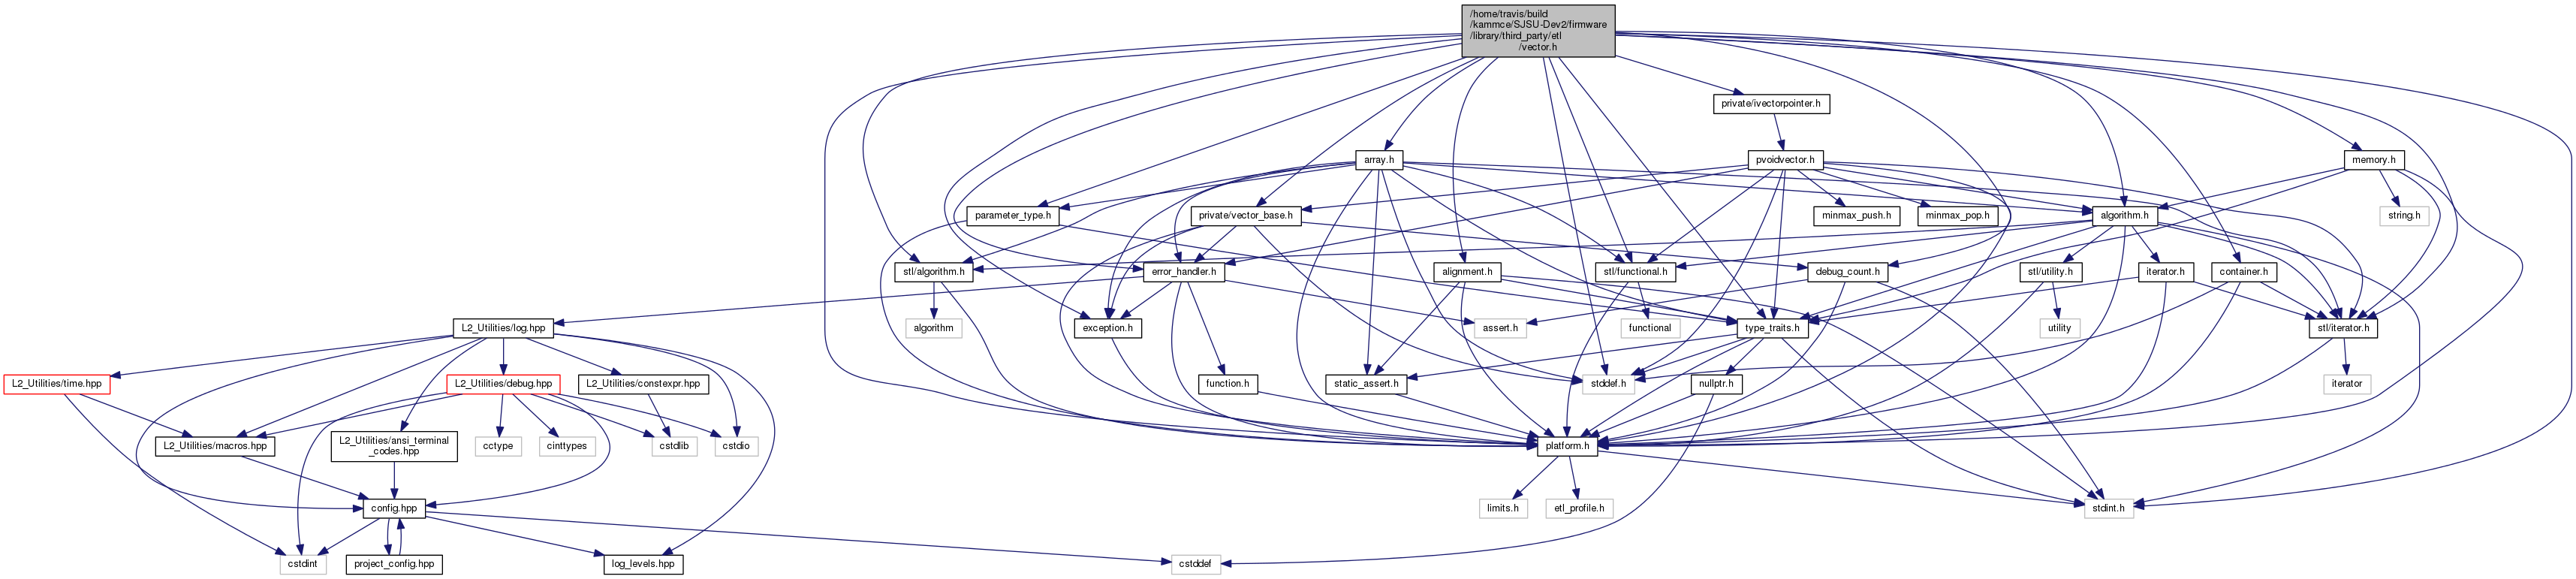 /home/travis/build
/kammce/SJSU-Dev2/firmware
/library/third_party/etl
/vector.h
private/ivectorpointer.h
array.h
pvoidvector.h
memory.h
parameter_type.h
private/vector_base.h
minmax_push.h
minmax_pop.h
algorithm.h
string.h
stl/algorithm.h
error_handler.h
alignment.h
stl/functional.h
debug_count.h
stl/utility.h
iterator.h
container.h
L2_Utilities/log.hpp
algorithm
exception.h
assert.h
functional
type_traits.h
utility
stl/iterator.h
L2_Utilities/time.hpp
L2_Utilities/debug.hpp
L2_Utilities/constexpr.hpp
function.h
static_assert.h
stddef.h
nullptr.h
iterator
L2_Utilities/macros.hpp
L2_Utilities/ansi_terminal
_codes.hpp
cctype
cinttypes
cstdlib
cstdio
platform.h
config.hpp
limits.h
etl_profile.h
stdint.h
cstdint
project_config.hpp
log_levels.hpp
cstddef